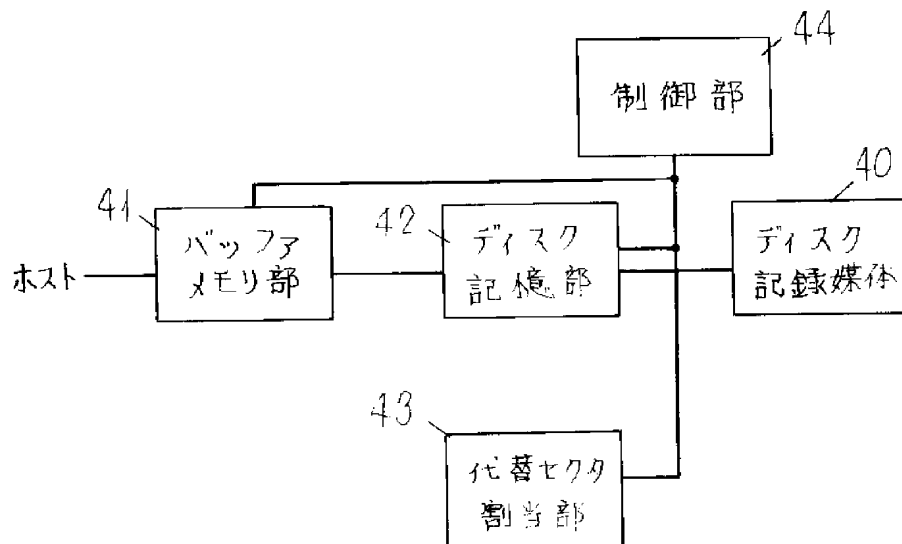 44
制御部
40
ディスク
記録媒体
41
バッファ
メモリ部
42
ディスク
記憶部
ホスト
43
代替セクタ
割当部